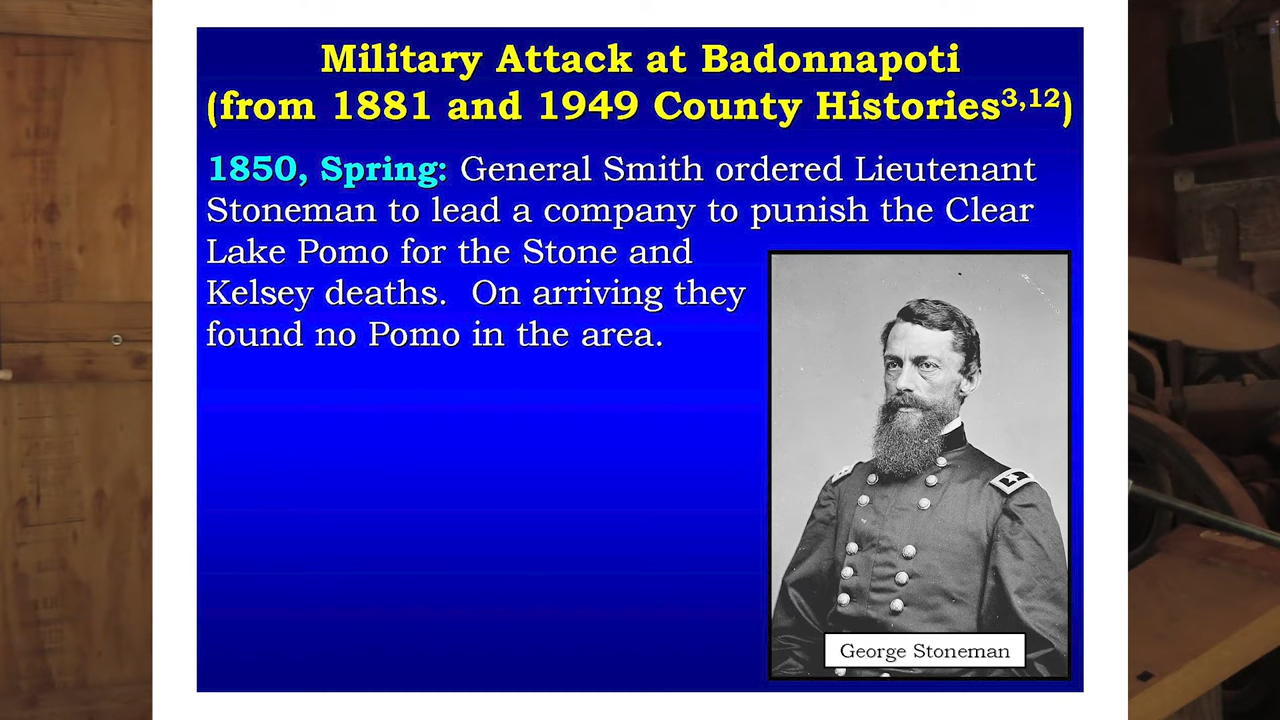 Military Attack at Badonnapoti
(from 1881 and 1949 County Histories3,12)
1850, Spring: General Smith ordered Lieutenant
Stoneman to lead a company to punish the Clear
Lake Pomo for the Stone and
Kelsey deaths. On arriving they
found no Pomo in the area.
George Stoneman